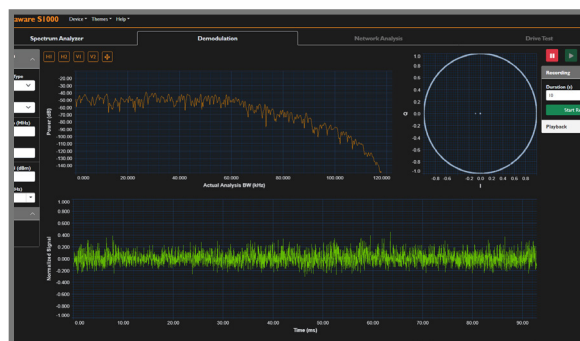 aware S1000
Device Themes Help
Spectrum Analyzer
Demodulation
Network Analysis
Drive Test
H1 H2 V1 V2
Type
(MHz)
(dBm)
Power [dB]
-20.00
-30.00
-40.00
-50.00
-60.00
-70.00
-80.00
-90.00
-100.00
-110.00
-120.00
-130.00
-140.00
0.000 20.000 40.000 60.000 80.000 100.000 120.000
Actual Analysis BW (kHz)
Q
1.0
0.8
0.6
0.4
0.2
0.0
-0.2
-0.4
-0.6
-0.8
-1.0
-0.8 -0.6 -0.4 -0.2 0.0 0.2 0.4 0.6 0.8
I
Recording
Duration (s)
10
Playback
Normalized Signal
1.000
0.800
0.600
0.400
0.200
0.000
-0.200
-0.400
-0.600
-0.800
-1.000
0.00 10.00 20.00 30.00 40.00 50.00 60.00 70.00 80.00 90.00
Time (ms)